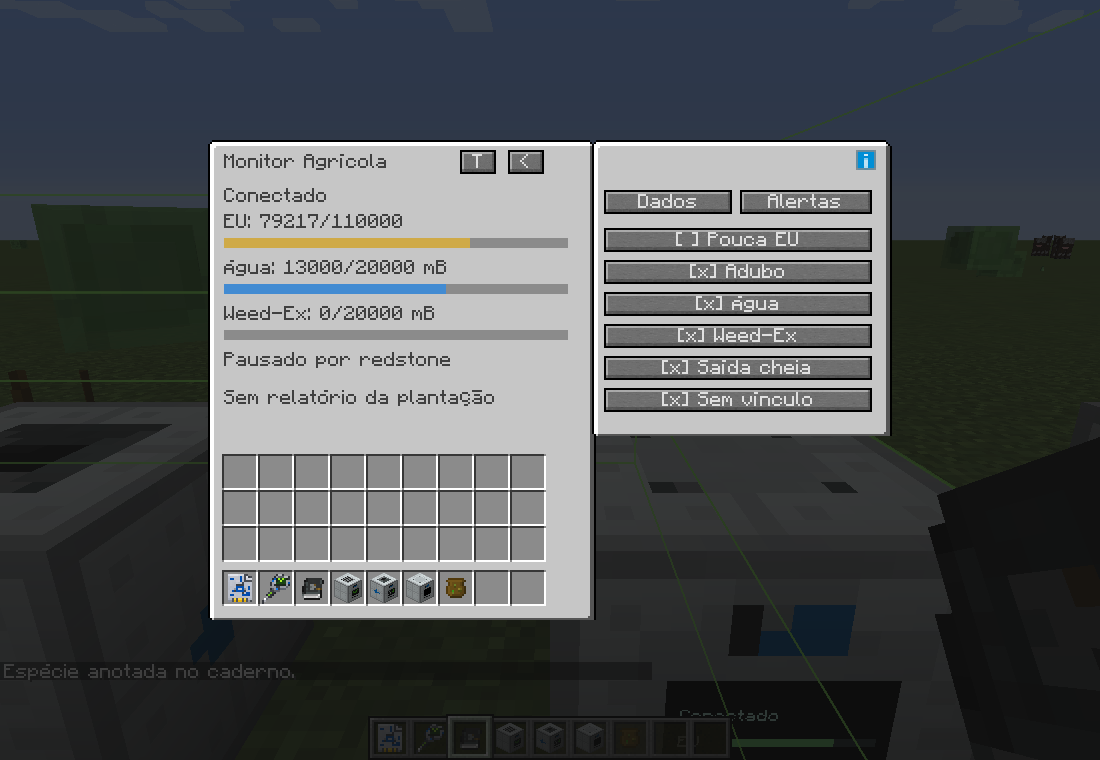 Monitor Agrícola
T
<
Conectado
EU: 79217/110000
Água: 13000/20000 mB
Weed-Ex: 0/20000 mB
Pausado por redstone
Sem relatório da plantação
i
Dados
Alertas
[ ] Pouca EU
[x] Adubo
[x] Água
[x] Weed-Ex
[x] Saída cheia
[x] Sem vínculo
Espécie anotada no caderno.
Conectado
EU